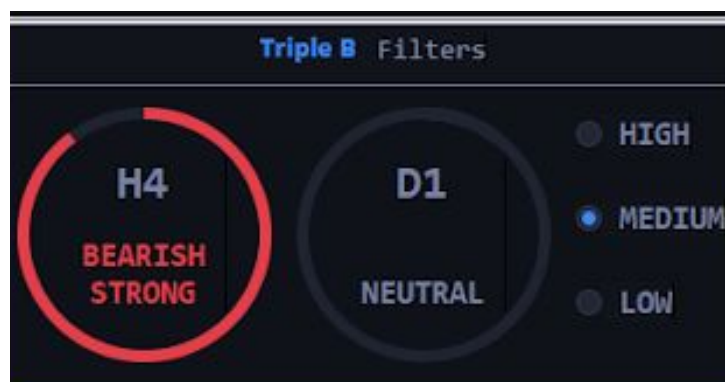 Triple B Filters
H4
BEARISH
STRONG
D1
NEUTRAL
HIGH
MEDIUM
LOW